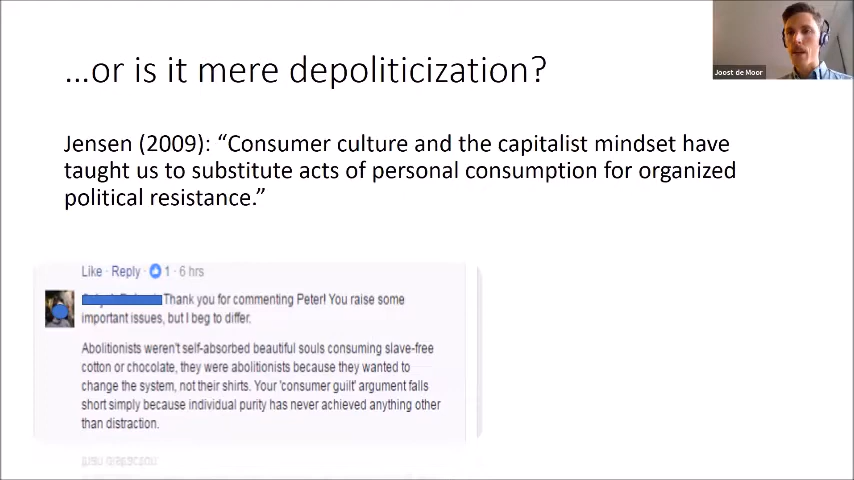 …or is it mere depoliticization?
Joost de Moor
Jensen (2009): “Consumer culture and the capitalist mindset have
taught us to substitute acts of personal consumption for organized
political resistance.”
Like · Reply · 1 · 6 hrs
Thank you for commenting Peter! You raise some
important issues, but I beg to differ.
Abolitionists weren't self-absorbed beautiful souls consuming slave-free
cotton or chocolate, they were abolitionists because they wanted to
change the system, not their shirts. Your 'consumer guilt' argument falls
short simply because individual purity has never achieved anything other
than distraction.